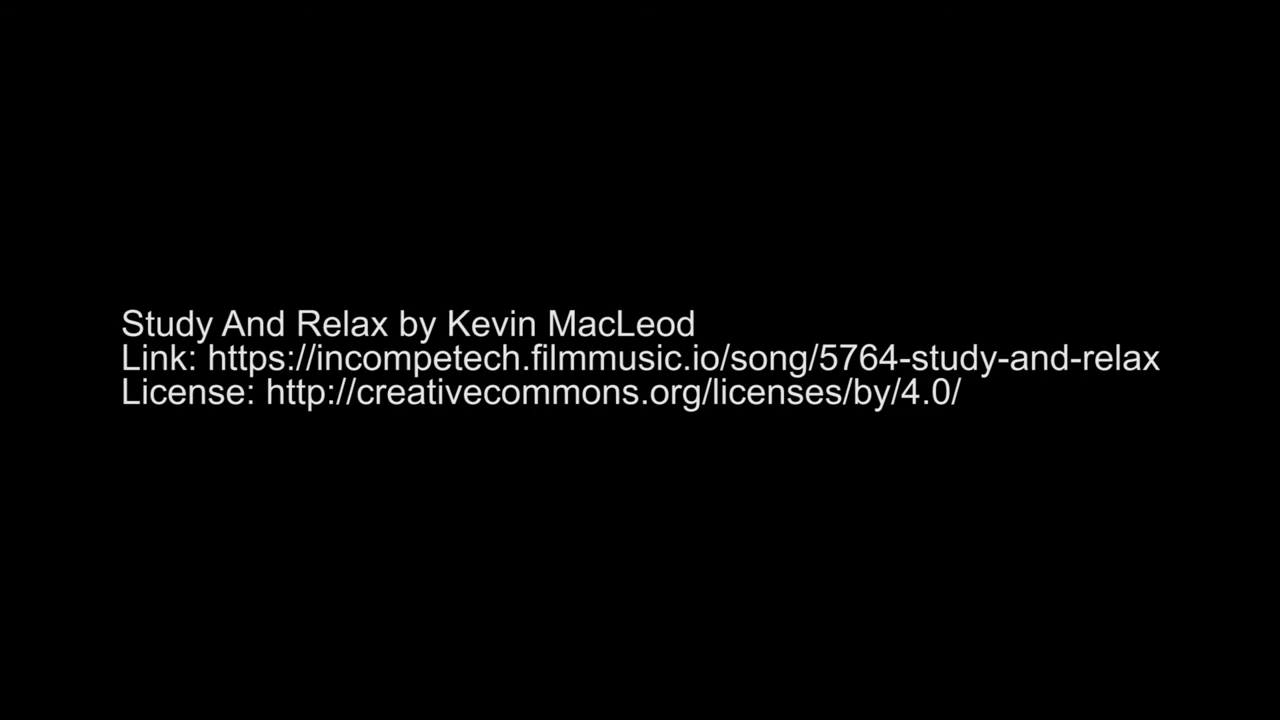 Study And Relax by Kevin MacLeod
Link: https://incompetech.filmmusic.io/song/5764-study-and-relax
License: http://creativecommons.org/licenses/by/4.0/